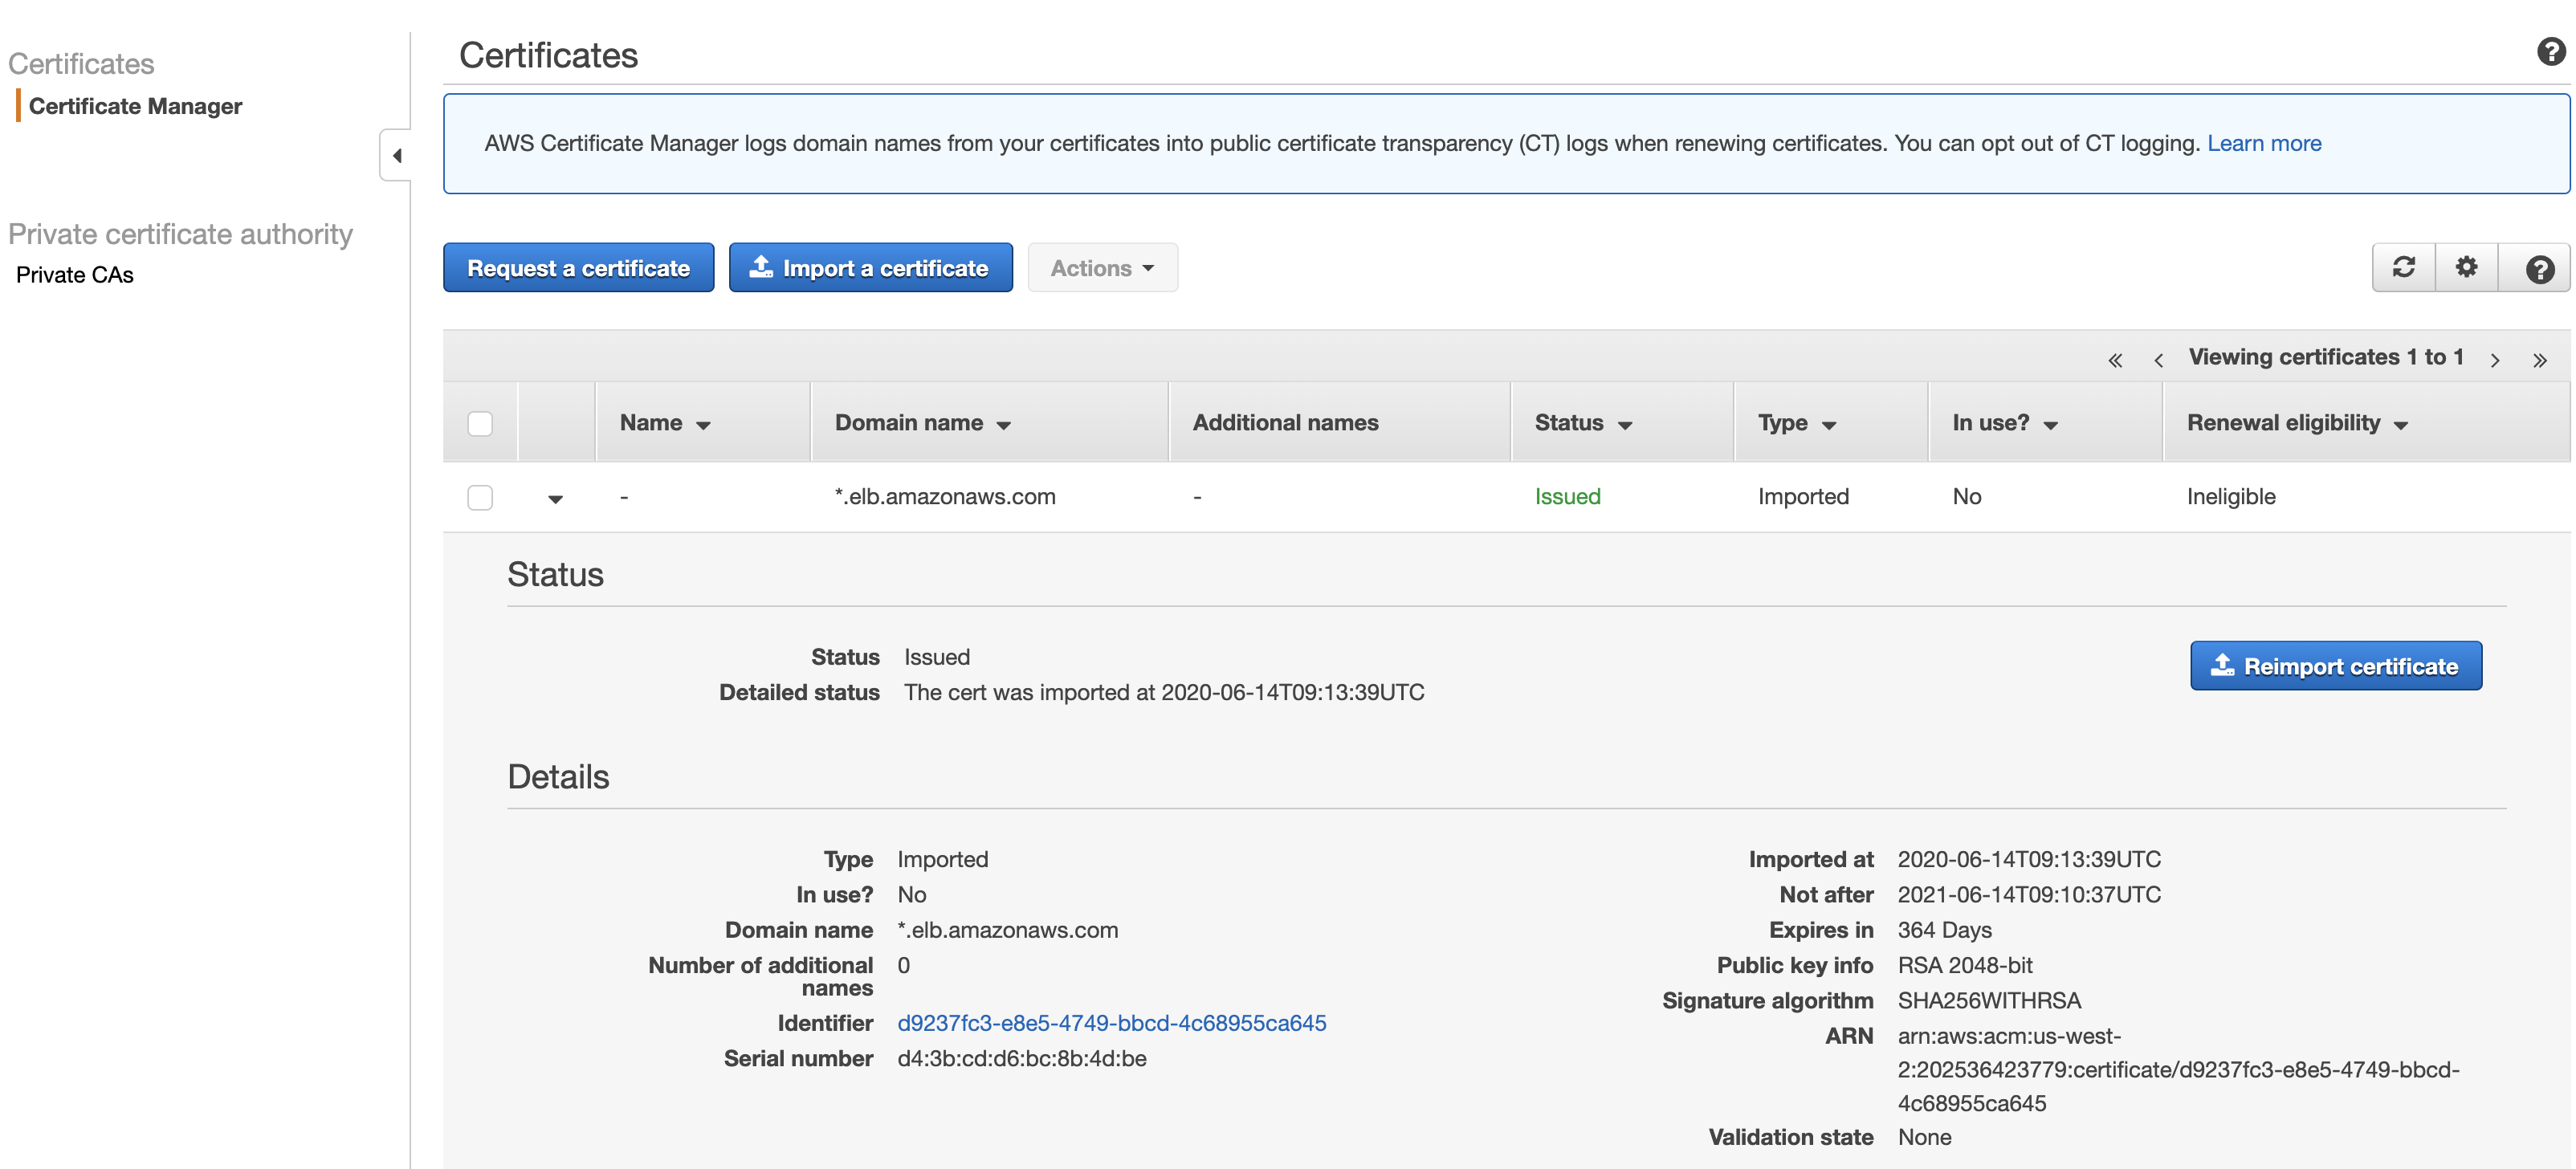 Certificates
Certificate Manager
Private certificate authority
Private CAs
Certificates
AWS Certificate Manager logs domain names from your certificates into public certificate transparency (CT) logs when renewing certificates. You can opt out of CT logging. Learn more
Request a certificate Import a certificate Actions
« ‹ Viewing certificates 1 to 1 › »
Name Domain name Additional names Status Type In use? Renewal eligibility
- *.elb.amazonaws.com - Issued Imported No Ineligible
Status
Status Issued
Detailed status The cert was imported at 2020-06-14T09:13:39UTC
Reimport certificate
Details
Type Imported
In use? No
Domain name *.elb.amazonaws.com
Number of additional 0
names
Identifier d9237fc3-e8e5-4749-bbcd-4c68955ca645
Serial number d4:3b:cd:d6:bc:8b:4d:be
Imported at 2020-06-14T09:13:39UTC
Not after 2021-06-14T09:10:37UTC
Expires in 364 Days
Public key info RSA 2048-bit
Signature algorithm SHA256WITHRSA
ARN arn:aws:acm:us-west-
2:202536423779:certificate/d9237fc3-e8e5-4749-bbcd-
4c68955ca645
Validation state None